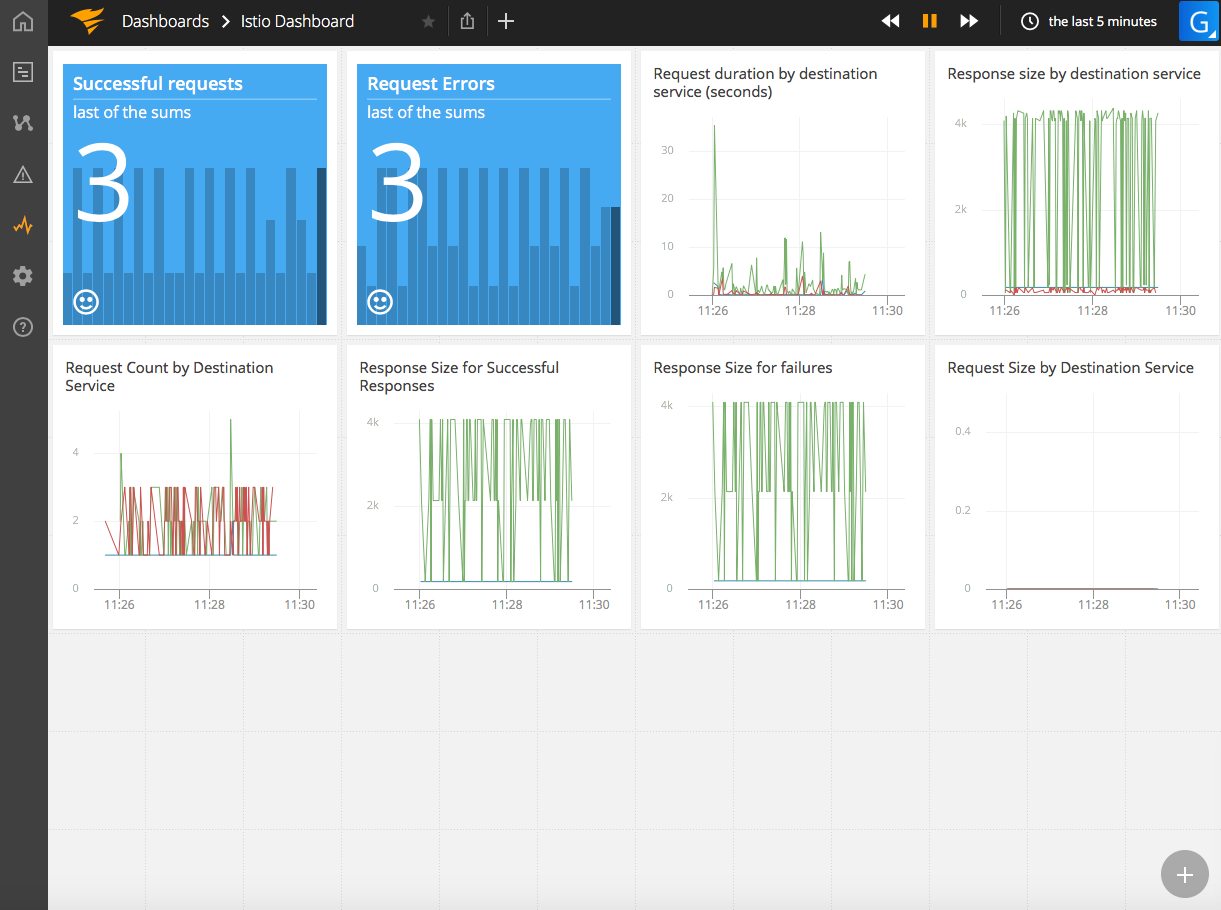 Dashboards > Istio Dashboard
the last 5 minutes
G
Successful requests
last of the sums
3
Request Errors
last of the sums
3
Request duration by destination
service (seconds)
30
20
10
0
11:26 11:28 11:30
Response size by destination service
4k
2k
0
11:26 11:28 11:30
Request Count by Destination
Service
4
2
0
11:26 11:28 11:30
Response Size for Successful
Responses
4k
2k
0
11:26 11:28 11:30
Response Size for failures
4k
2k
0
11:26 11:28 11:30
Request Size by Destination Service
0.4
0.2
0
11:26 11:28 11:30